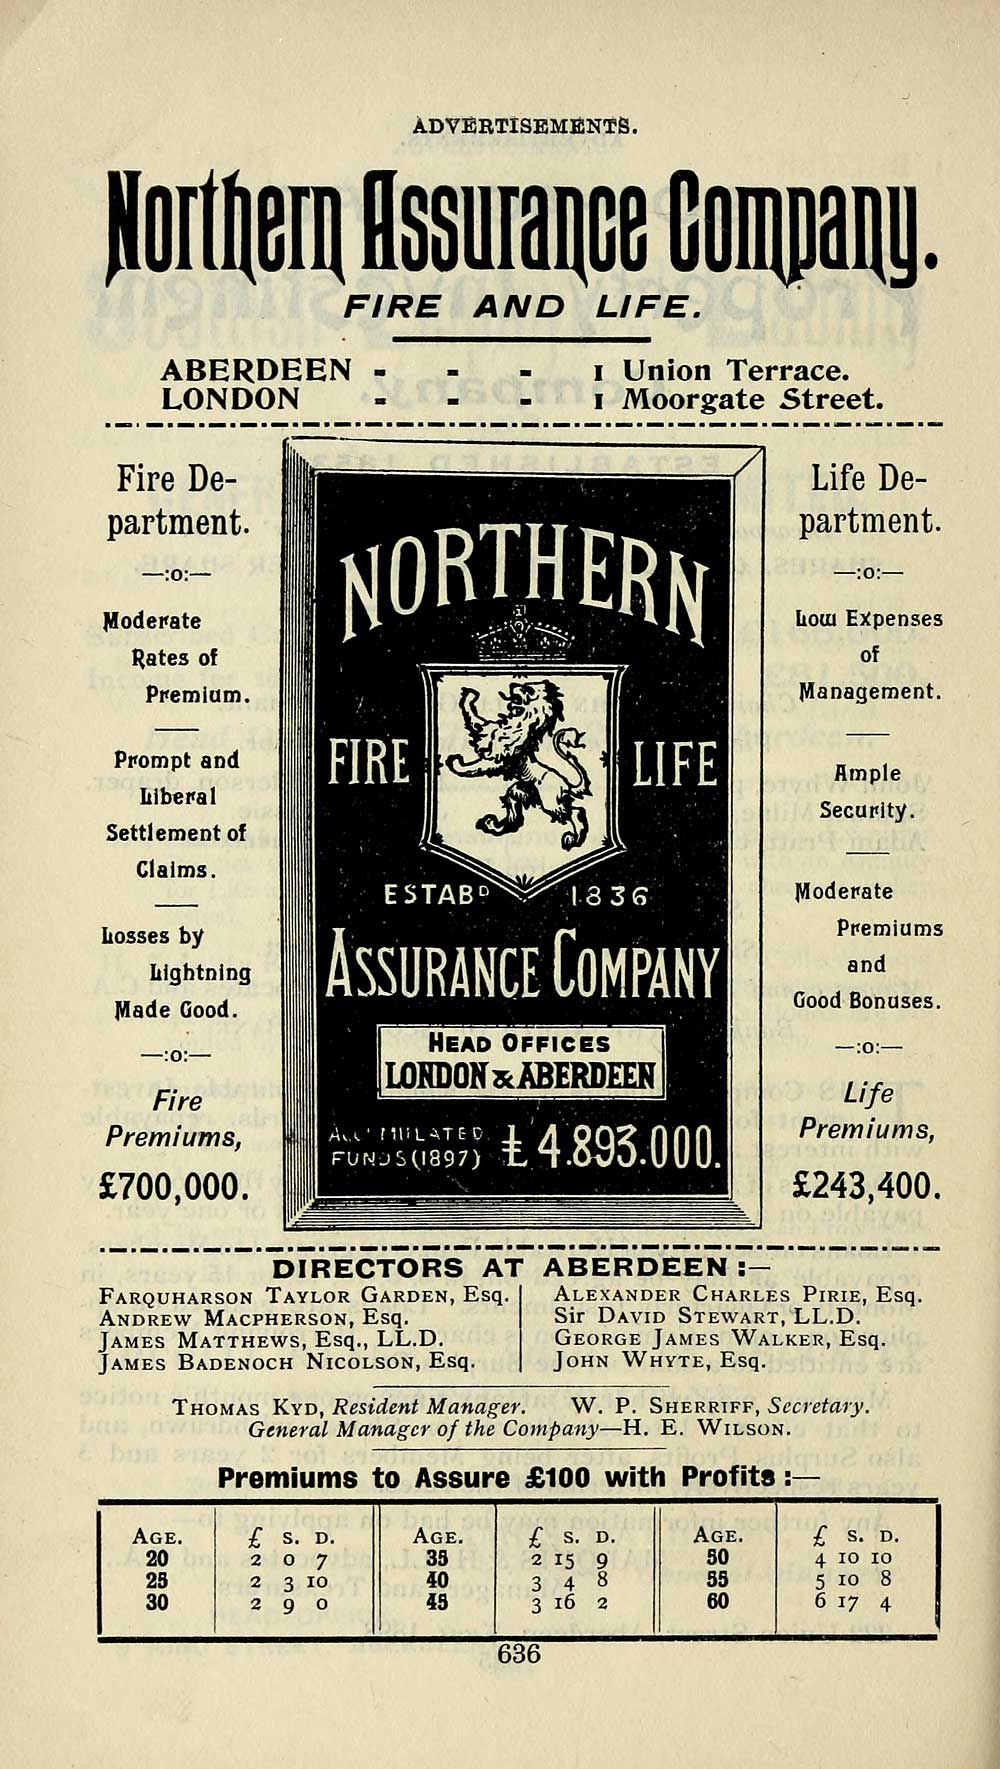 ADVERTISEMENTS.
Northern Assurance Company.
FIRE AND LIFE.
ABERDEEN - - - 1 Union Terrace.
LONDON - - - 1 Moorgate Street.
Fire De-
partment.
—:o:—
Moderate
Rates of
Premium.
Prompt and
Liberal
Settlement of
Claims.
Losses by
Lightning
Made Good.
—:o:—
Fire
Premiums,
£700,000.
NORTHERN
FIRE LIFE
ESTABD 1836
ASSURANCE COMPANY
HEAD OFFICES
LONDON & ABERDEEN
ACCUMULATED
FUNDS (1897) £4.893.000.
Life De-
partment.
—:o:—
Low Expenses
of
Management.
Ample
Security.
Moderate
Premiums
and
Good Bonuses.
—:o:—
Life
Premiums,
£243,400.
DIRECTORS AT ABERDEEN :—
FARQUHARSON TAYLOR GARDEN, Esq.
ANDREW MACPHERSON, Esq.
JAMES MATTHEWS, Esq., LL.D.
JAMES BADENOCH NICOLSON, Esq.
ALEXANDER CHARLES PIRIE, Esq.
Sir DAVID STEWART, LL.D.
GEORGE JAMES WALKER, Esq.
JOHN WHYTE, Esq.
THOMAS KYD, Resident Manager. W. P. SHERRIFF, Secretary.
General Manager of the Company—H. E. WILSON.
Premiums to Assure £100 with Profits :—
AGE. £ S. D. AGE. £ S. D. AGE. £ S. D.
20 2 0 7 35 2 15 9 50 4 10 10
25 2 3 10 40 3 4 8 55 5 10 8
30 2 9 0 45 3 16 2 60 6 17 4
636